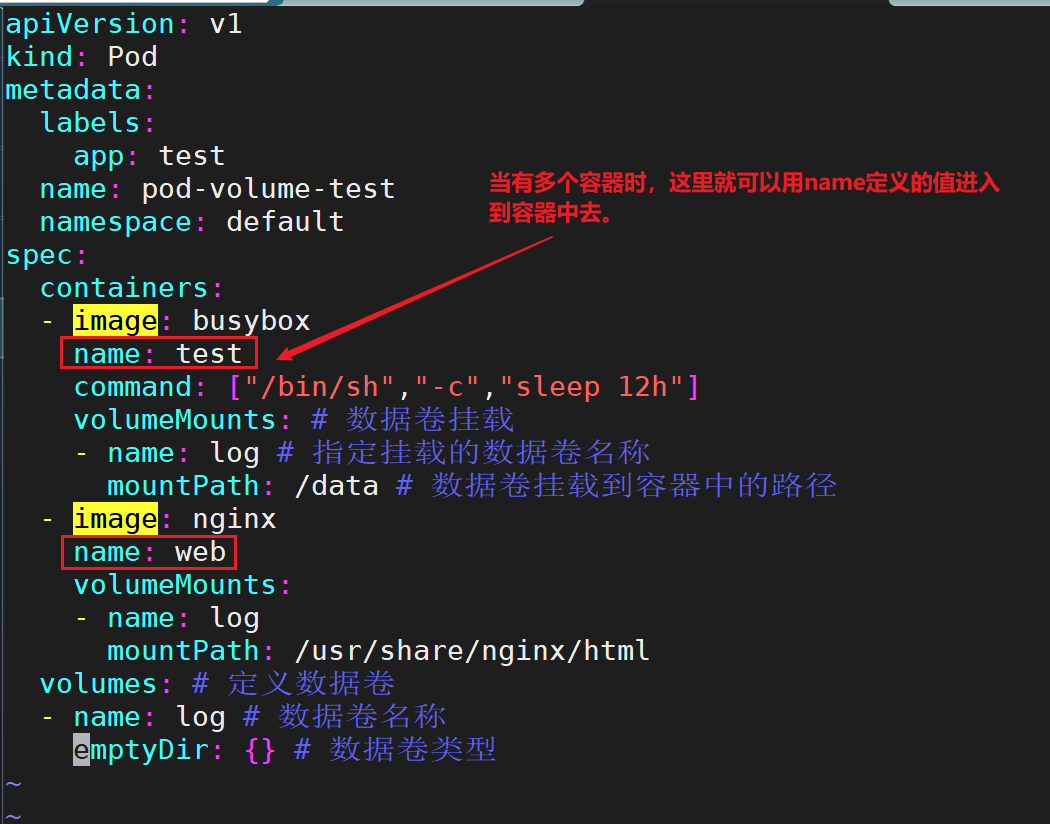 apiVersion: v1
kind: Pod
metadata:
  labels:
    app: test
  name: pod-volume-test
  namespace: default
当有多个容器时，这里就可以用name定义的值进入
到容器中去。
spec:
  containers:
  - image: busybox
    name: test
    command: ["/bin/sh","-c","sleep 12h"]
    volumeMounts: # 数据卷挂载
    - name: log # 指定挂载的数据卷名称
      mountPath: /data # 数据卷挂载到容器中的路径
  - image: nginx
    name: web
    volumeMounts:
    - name: log
      mountPath: /usr/share/nginx/html
  volumes: # 定义数据卷
  - name: log # 数据卷名称
    emptyDir: {} # 数据卷类型
~
~